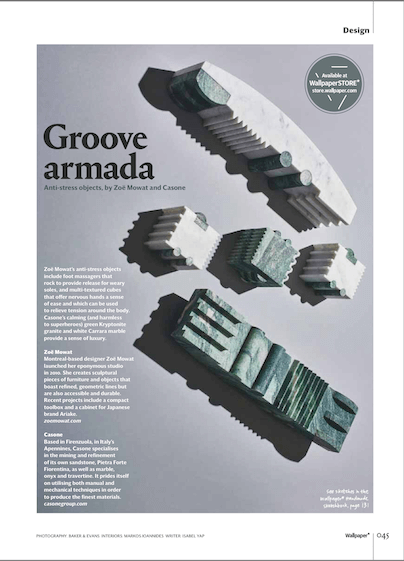 Design
Available at
WallpaperSTORE*
store.wallpaper.com
Groove
armada
Anti-stress objects, by Zoë Mowat and Casone
Zoë Mowat's anti-stress objects
include foot massagers that
rock to provide release for weary
soles, and multi-textured cubes
that offer nervous hands a sense
of ease and which can be used
to relieve tension around the body.
Casone's calming (and harmless
to superheroes) green Kryptonite
granite and white Carrara marble
provide a sense of luxury.
Zoë Mowat
Montreal-based designer Zoë Mowat
launched her eponymous studio
in 2010. She creates sculptural
pieces of furniture and objects that
boast refined, geometric lines but
are also accessible and durable.
Recent projects include a compact
toolbox and a cabinet for Japanese
brand Ariake.
zoemowat.com
Casone
Based in Firenzuola, in Italy's
Apennines, Casone specialises
in the mining and refinement
of its own sandstone, Pietra Forte
Fiorentina, as well as marble,
onyx and travertine. It prides itself
on utilising both manual and
mechanical techniques in order
to produce the finest materials.
casonegroup.com
See sketches in the
Wallpaper* Handmade
sketchbook, page 131
PHOTOGRAPHY: BAKER & EVANS INTERIORS: MARKOS WRITER: ISABEL YAP
Wallpaper* 045